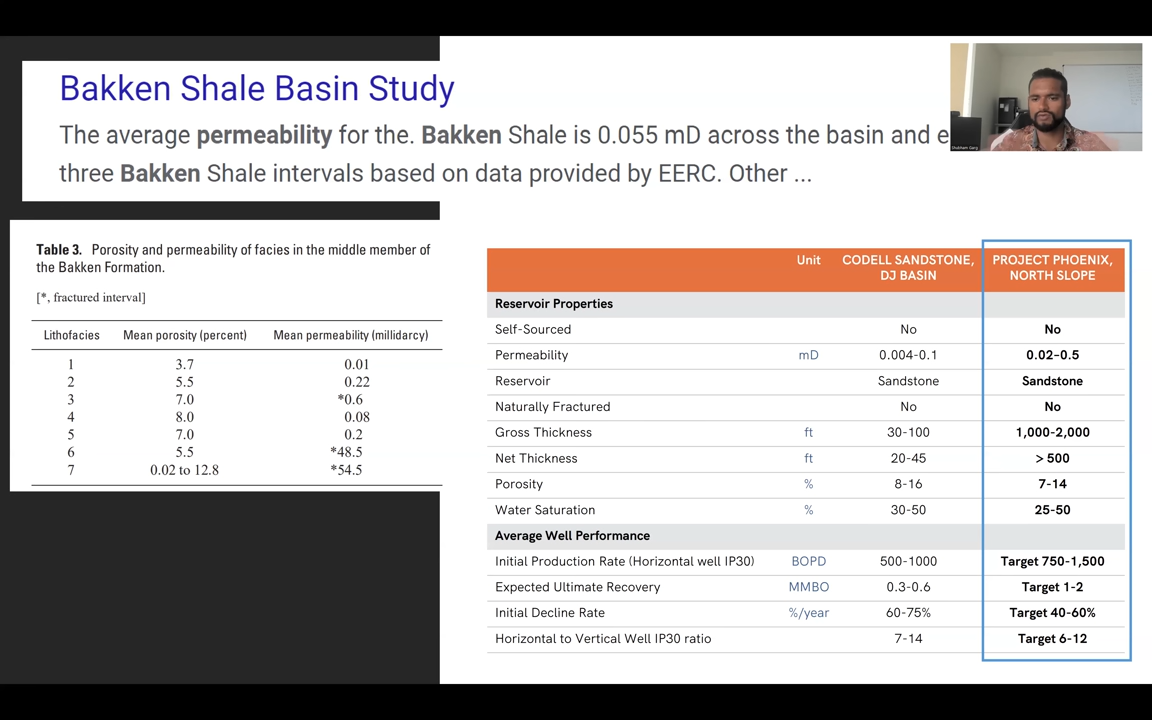 Bakken Shale Basin Study
The average permeability for the. Bakken Shale is 0.055 mD across the basin and e
three Bakken Shale intervals based on data provided by EERC. Other ...
Shubham Garg
Table 3. Porosity and permeability of facies in the middle member of
the Bakken Formation.
[*, fractured interval]
Lithofacies Mean porosity (percent) Mean permeability (millidarcy)
1 3.7 0.01
2 5.5 0.22
3 7.0 *0.6
4 8.0 0.08
5 7.0 0.2
6 5.5 *48.5
7 0.02 to 12.8 *54.5
Unit CODELL SANDSTONE, PROJECT PHOENIX,
DJ BASIN NORTH SLOPE
Reservoir Properties
Self-Sourced No No
Permeability mD 0.004-0.1 0.02–0.5
Reservoir Sandstone Sandstone
Naturally Fractured No No
Gross Thickness ft 30-100 1,000-2,000
Net Thickness ft 20-45 > 500
Porosity % 8-16 7-14
Water Saturation % 30-50 25-50
Average Well Performance
Initial Production Rate (Horizontal well IP30) BOPD 500-1000 Target 750-1,500
Expected Ultimate Recovery MMBO 0.3-0.6 Target 1-2
Initial Decline Rate %/year 60-75% Target 40-60%
Horizontal to Vertical Well IP30 ratio 7-14 Target 6-12